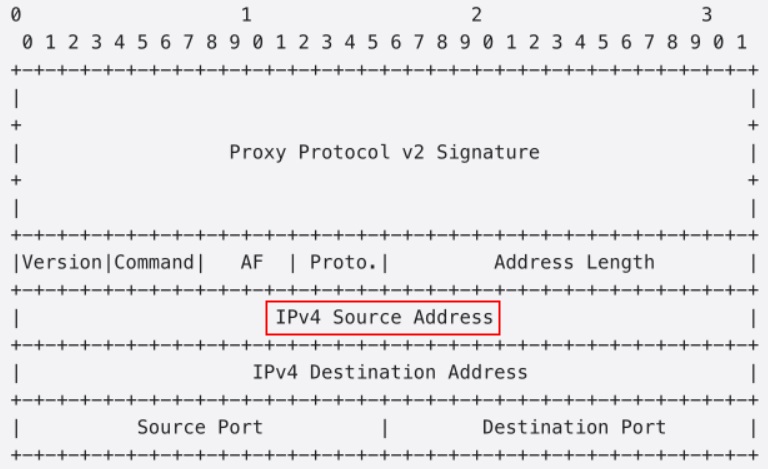 0                   1                   2                   3
 0 1 2 3 4 5 6 7 8 9 0 1 2 3 4 5 6 7 8 9 0 1 2 3 4 5 6 7 8 9 0 1
+-+-+-+-+-+-+-+-+-+-+-+-+-+-+-+-+-+-+-+-+-+-+-+-+-+-+-+-+-+-+-+-+
|                                                               |
+                                                               +
|                  Proxy Protocol v2 Signature                  |
+                                                               +
|                                                               |
+-+-+-+-+-+-+-+-+-+-+-+-+-+-+-+-+-+-+-+-+-+-+-+-+-+-+-+-+-+-+-+-+
|Version|Command|   AF  | Proto.|         Address Length        |
+-+-+-+-+-+-+-+-+-+-+-+-+-+-+-+-+-+-+-+-+-+-+-+-+-+-+-+-+-+-+-+-+
|                      IPv4 Source Address                      |
+-+-+-+-+-+-+-+-+-+-+-+-+-+-+-+-+-+-+-+-+-+-+-+-+-+-+-+-+-+-+-+-+
|                    IPv4 Destination Address                   |
+-+-+-+-+-+-+-+-+-+-+-+-+-+-+-+-+-+-+-+-+-+-+-+-+-+-+-+-+-+-+-+-+
|          Source Port          |        Destination Port       |
+-+-+-+-+-+-+-+-+-+-+-+-+-+-+-+-+-+-+-+-+-+-+-+-+-+-+-+-+-+-+-+-+